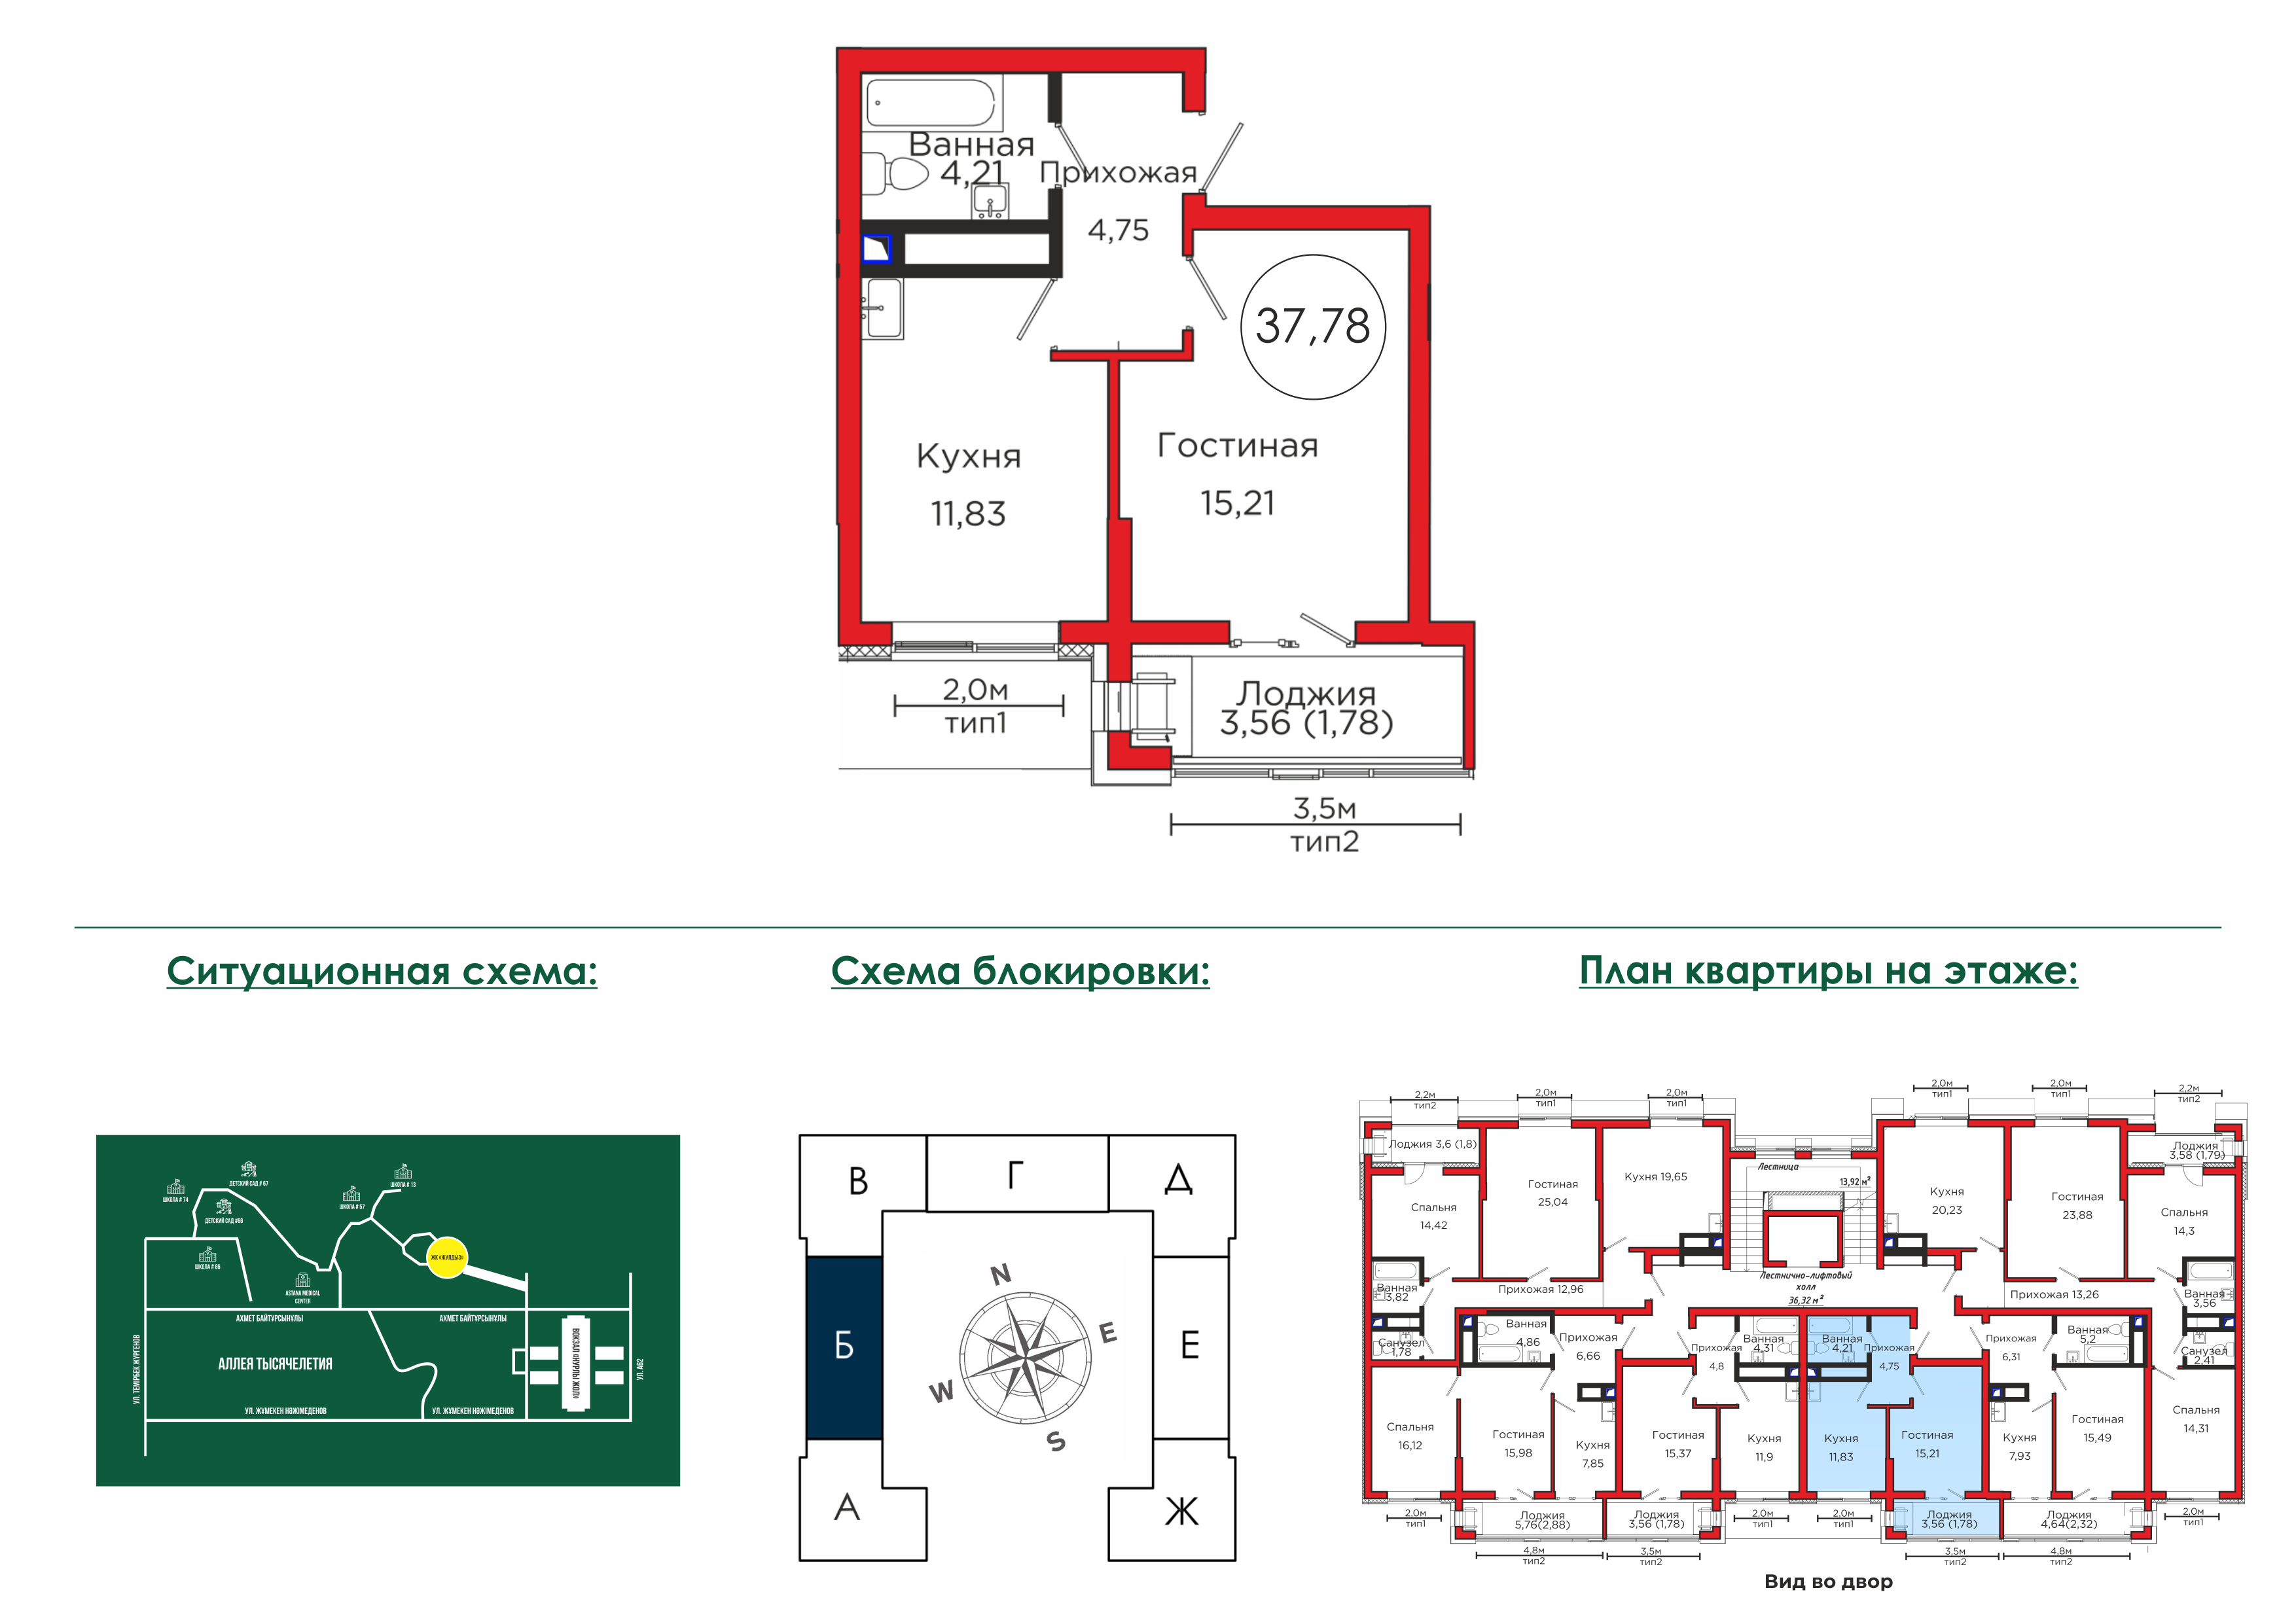 Ванная
4,21
Прихожая
4,75
37,78
Кухня
11,83
Гостиная
15,21
2,0м
тип1
Лоджия
3,56 (1,78)
3,5м
тип2
Ситуационная схема:
Схема блокировки:
План квартиры на этаже:
ДЕТСКИЙ САД # 67
ШКОЛА # 13
ШКОЛА # 74
ШКОЛА # 57
ДЕТСКИЙ САД #66
ЖК «ЖУЛДЫЗ»
ШКОЛА # 86
ASTANA MEDICAL
CENTER
АХМЕТ БАЙТҰРСЫНҰЛЫ
АХМЕТ БАЙТҰРСЫНҰЛЫ
УЛ. ТЕМІРБЕК ЖҮРГЕНОВ
АЛЛЕЯ ТЫСЯЧЕЛЕТИЯ
ВОКЗАЛ «НУРЛЫ ЖОЛ»
УЛ. А62
УЛ. ЖҰМЕКЕН НӘЖІМЕДЕНОВ
УЛ. ЖҰМЕКЕН НӘЖІМЕДЕНОВ
В
Г
Д
Б
Е
А
Ж
N
E
W
S
2,2м
тип2
2,0м
тип1
2,0м
тип1
2,0м
тип1
2,0м
тип1
2,2м
тип2
Лоджия 3,6 (1,8)
Гостиная
25,04
Кухня 19,65
Лестница
13,92 м²
Кухня
20,23
Гостиная
23,88
Лоджия
3,58 (1,79)
Спальня
14,42
Спальня
14,3
Лестнично-лифтовый
холл
36,32 м²
Ванная
3,82
Прихожая 12,96
Прихожая 13,26
Ванная
3,56
Санузел
1,78
Ванная
4,86
Прихожая
6,66
Прихожая
4,8
Ванная
4,31
Ванная
4,21
Прихожая
4,75
Прихожая
6,31
Ванная
5,2
Санузел
2,41
Спальня
16,12
Гостиная
15,98
Кухня
7,85
Гостиная
15,37
Кухня
11,9
Кухня
11,83
Гостиная
15,21
Кухня
7,93
Гостиная
15,49
Спальня
14,31
2,0м
тип1
Лоджия
5,76(2,88)
Лоджия
3,56 (1,78)
2,0м
тип1
2,0м
тип1
Лоджия
3,56 (1,78)
Лоджия
4,64(2,32)
2,0м
тип1
4,8м
тип2
3,5м
тип2
3,5м
тип2
4,8м
тип2
Вид во двор